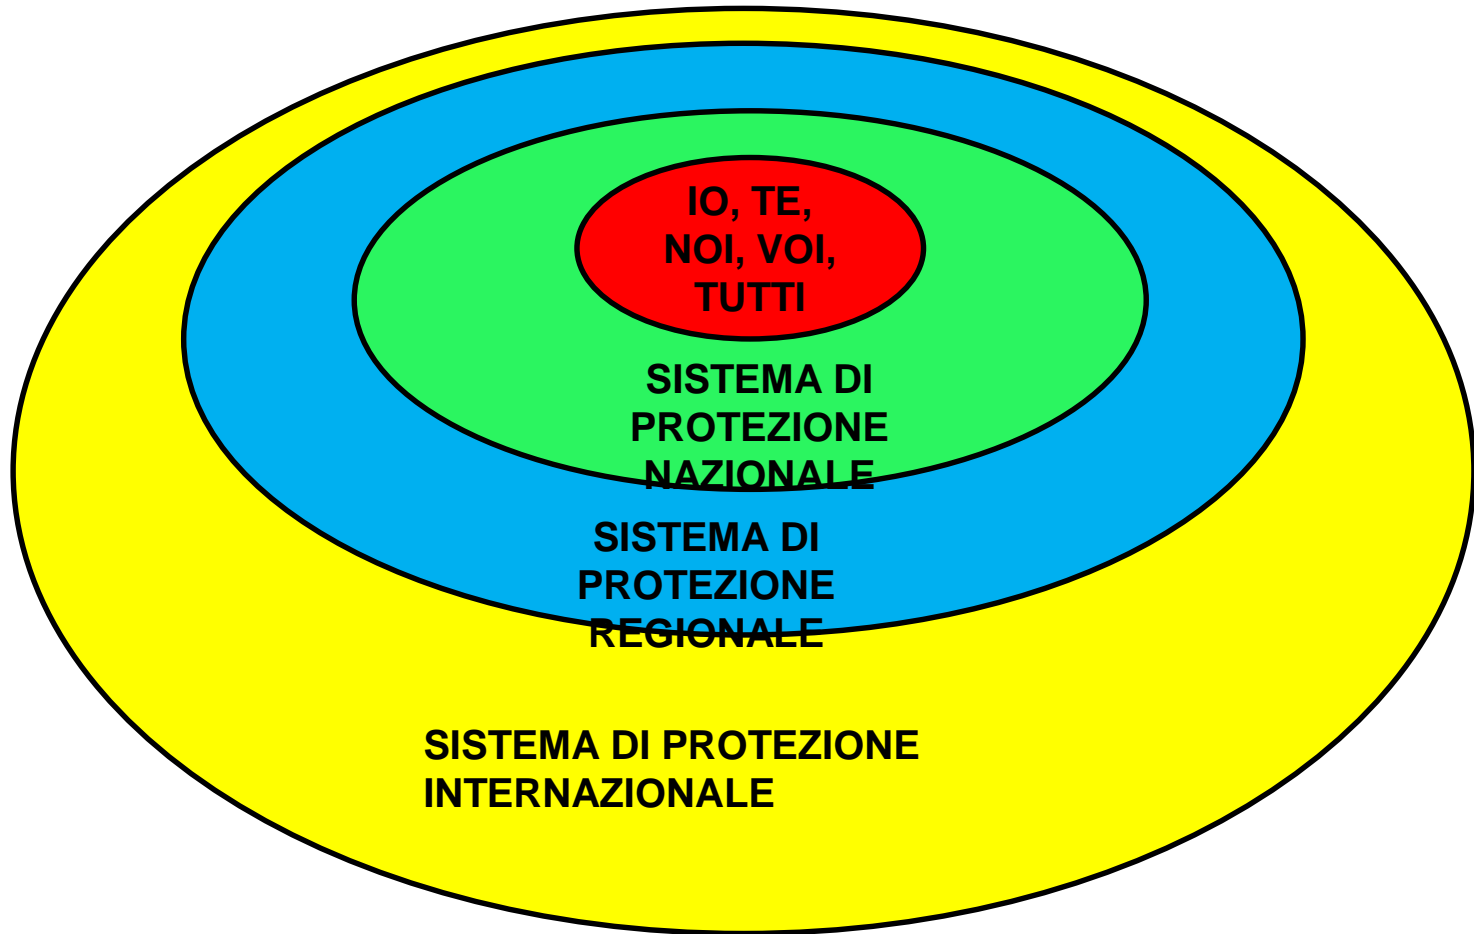 IO, TE,
NOI, VOI,
TUTTI
SISTEMA DI
PROTEZIONE
NAZIONALE
SISTEMA DI
PROTEZIONE
REGIONALE
SISTEMA DI PROTEZIONE
INTERNAZIONALE